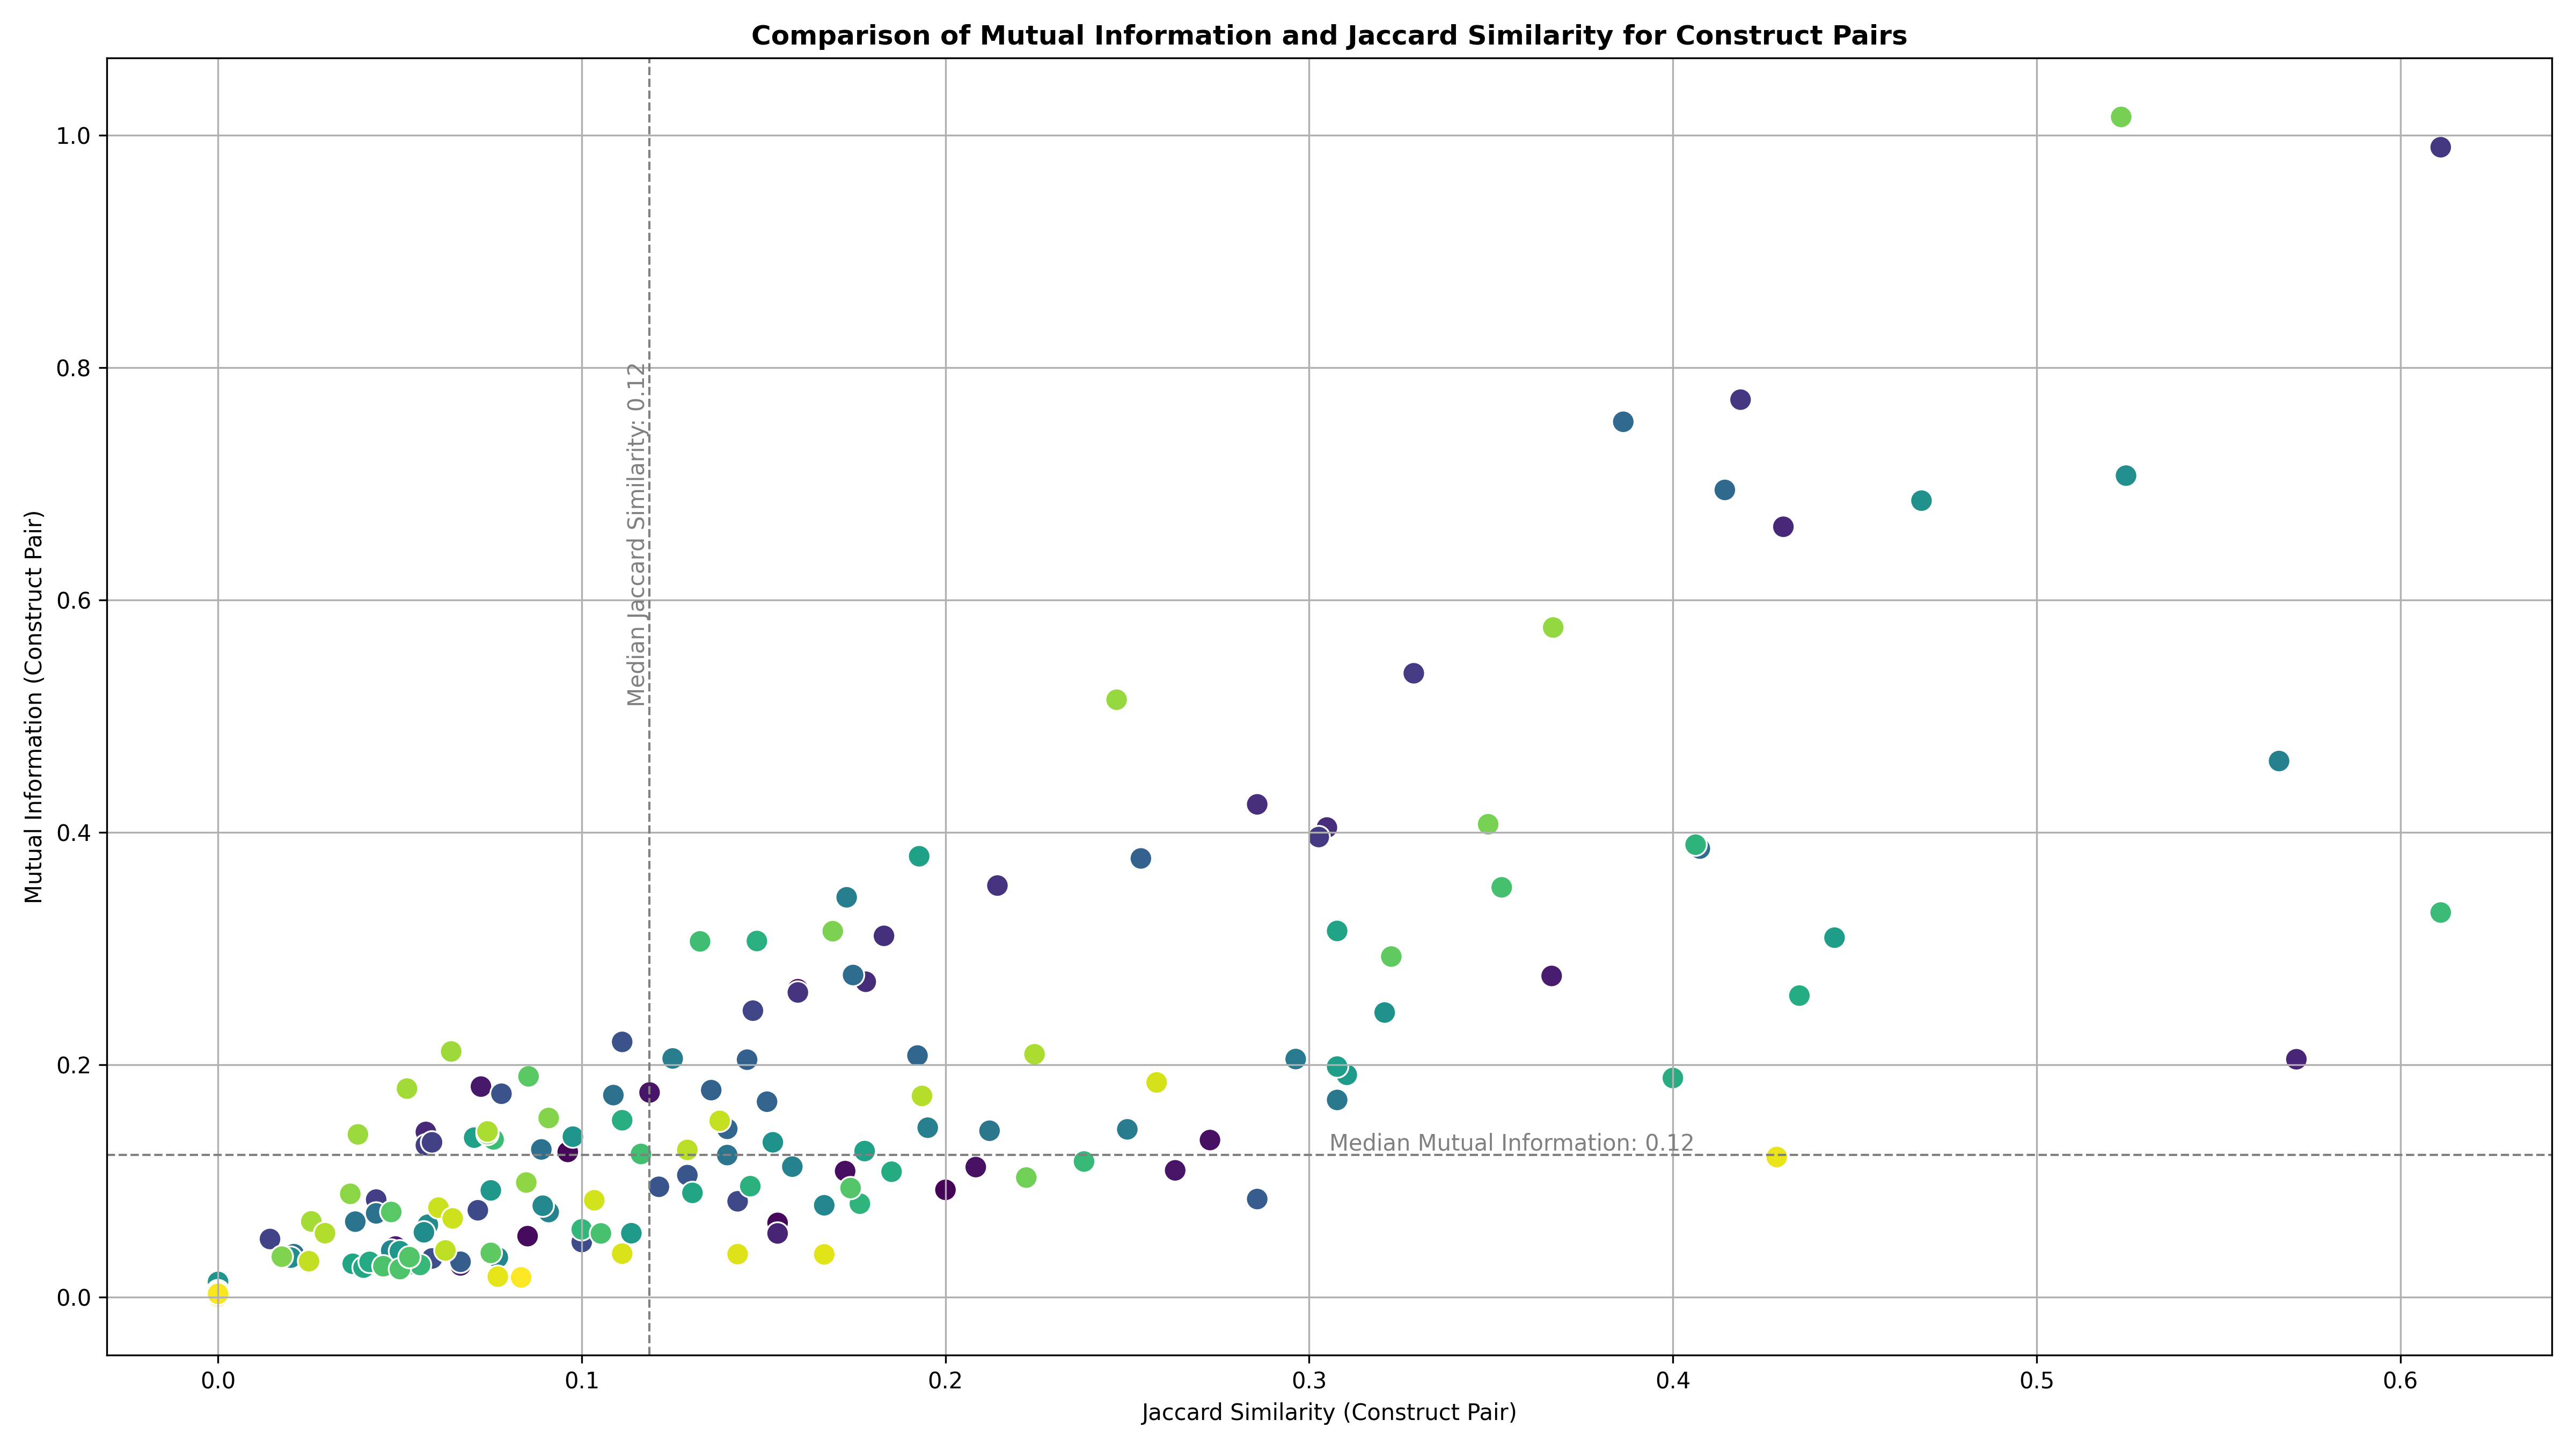 Comparison of Mutual Information and Jaccard Similarity for Construct Pairs
Mutual Information (Construct Pair)
1.0
0.8
0.6
0.4
0.2
0.0
Median Jaccard Similarity: 0.12
Median Mutual Information: 0.12
0.0
0.1
0.2
0.3
0.4
0.5
0.6
Jaccard Similarity (Construct Pair)